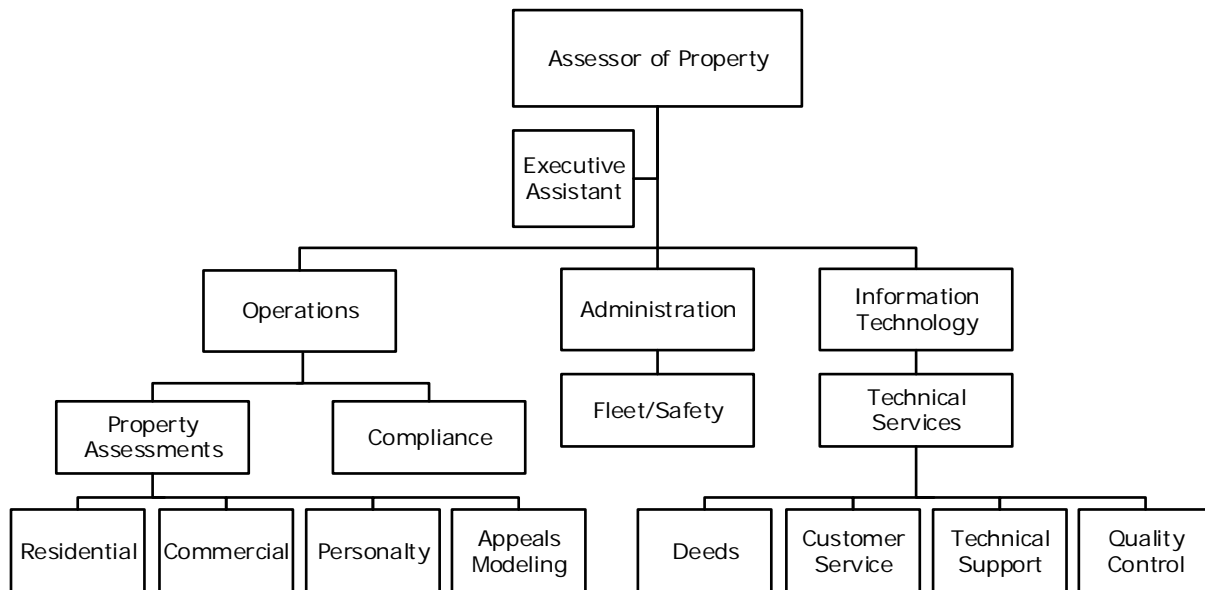 Assessor of Property
Executive
Assistant
Operations
Administration
Information
Technology
Property
Assessments
Compliance
Fleet/Safety
Technical
Services
Residential
Commercial
Personalty
Appeals
Modeling
Deeds
Customer
Service
Technical
Support
Quality
Control